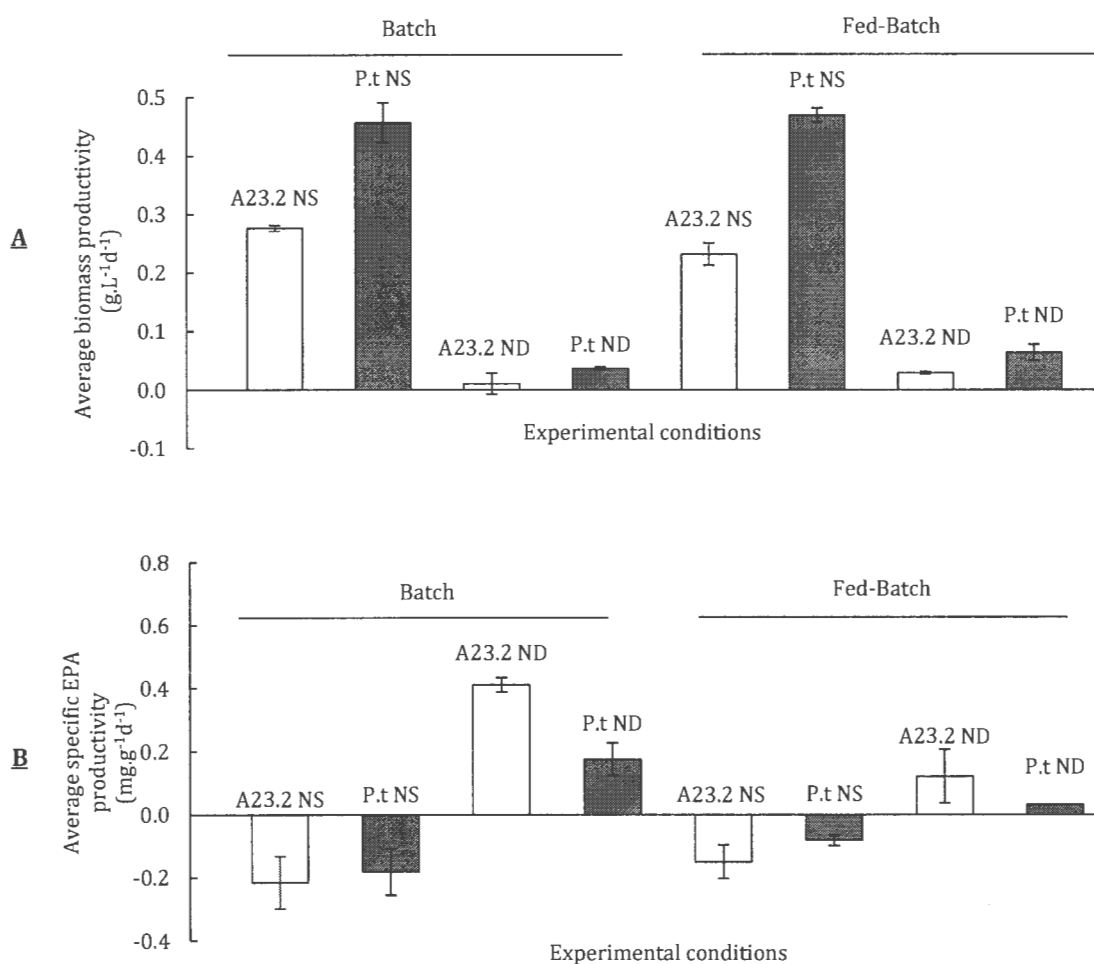 Batch
Fed-Batch
A
Average biomass productivity
(g.L⁻¹d⁻¹)
0.5
0.4
0.3
0.2
0.1
0.0
-0.1
A23.2 NS
P.t NS
A23.2 ND
P.t ND
A23.2 NS
P.t NS
A23.2 ND
P.t ND
Experimental conditions
B
Average specific EPA
productivity
(mg.g⁻¹d⁻¹)
0.8
0.6
0.4
0.2
0.0
-0.2
-0.4
Batch
Fed-Batch
A23.2 NS
P.t NS
A23.2 ND
P.t ND
A23.2 NS
P.t NS
A23.2 ND
P.t ND
Experimental conditions